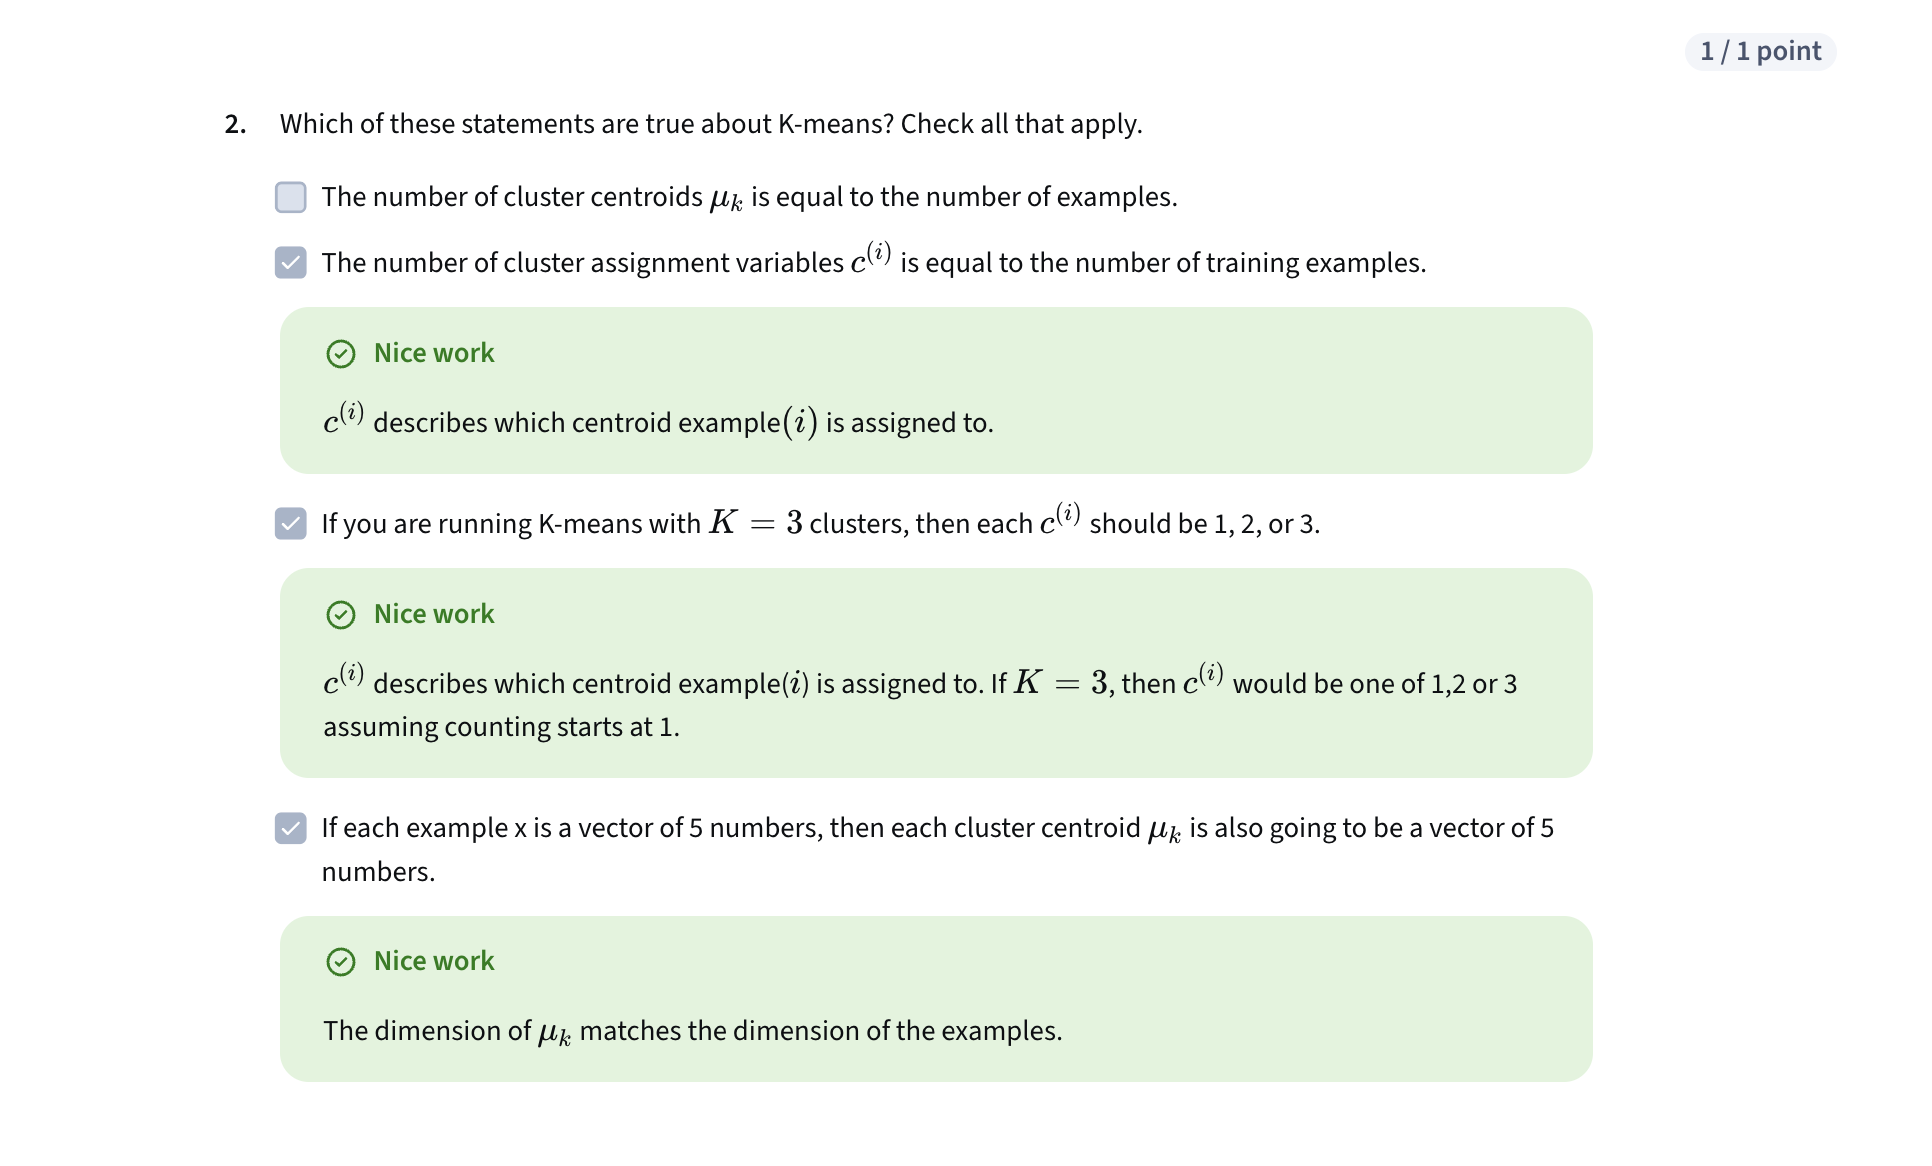 1 / 1 point
2. Which of these statements are true about K-means? Check all that apply.
The number of cluster centroids μₖ is equal to the number of examples.
The number of cluster assignment variables c⁽ⁱ⁾ is equal to the number of training examples.
Nice work
c⁽ⁱ⁾ describes which centroid example(i) is assigned to.
If you are running K-means with K = 3 clusters, then each c⁽ⁱ⁾ should be 1, 2, or 3.
Nice work
c⁽ⁱ⁾ describes which centroid example(i) is assigned to. If K = 3, then c⁽ⁱ⁾ would be one of 1,2 or 3
assuming counting starts at 1.
If each example x is a vector of 5 numbers, then each cluster centroid μₖ is also going to be a vector of 5
numbers.
Nice work
The dimension of μₖ matches the dimension of the examples.